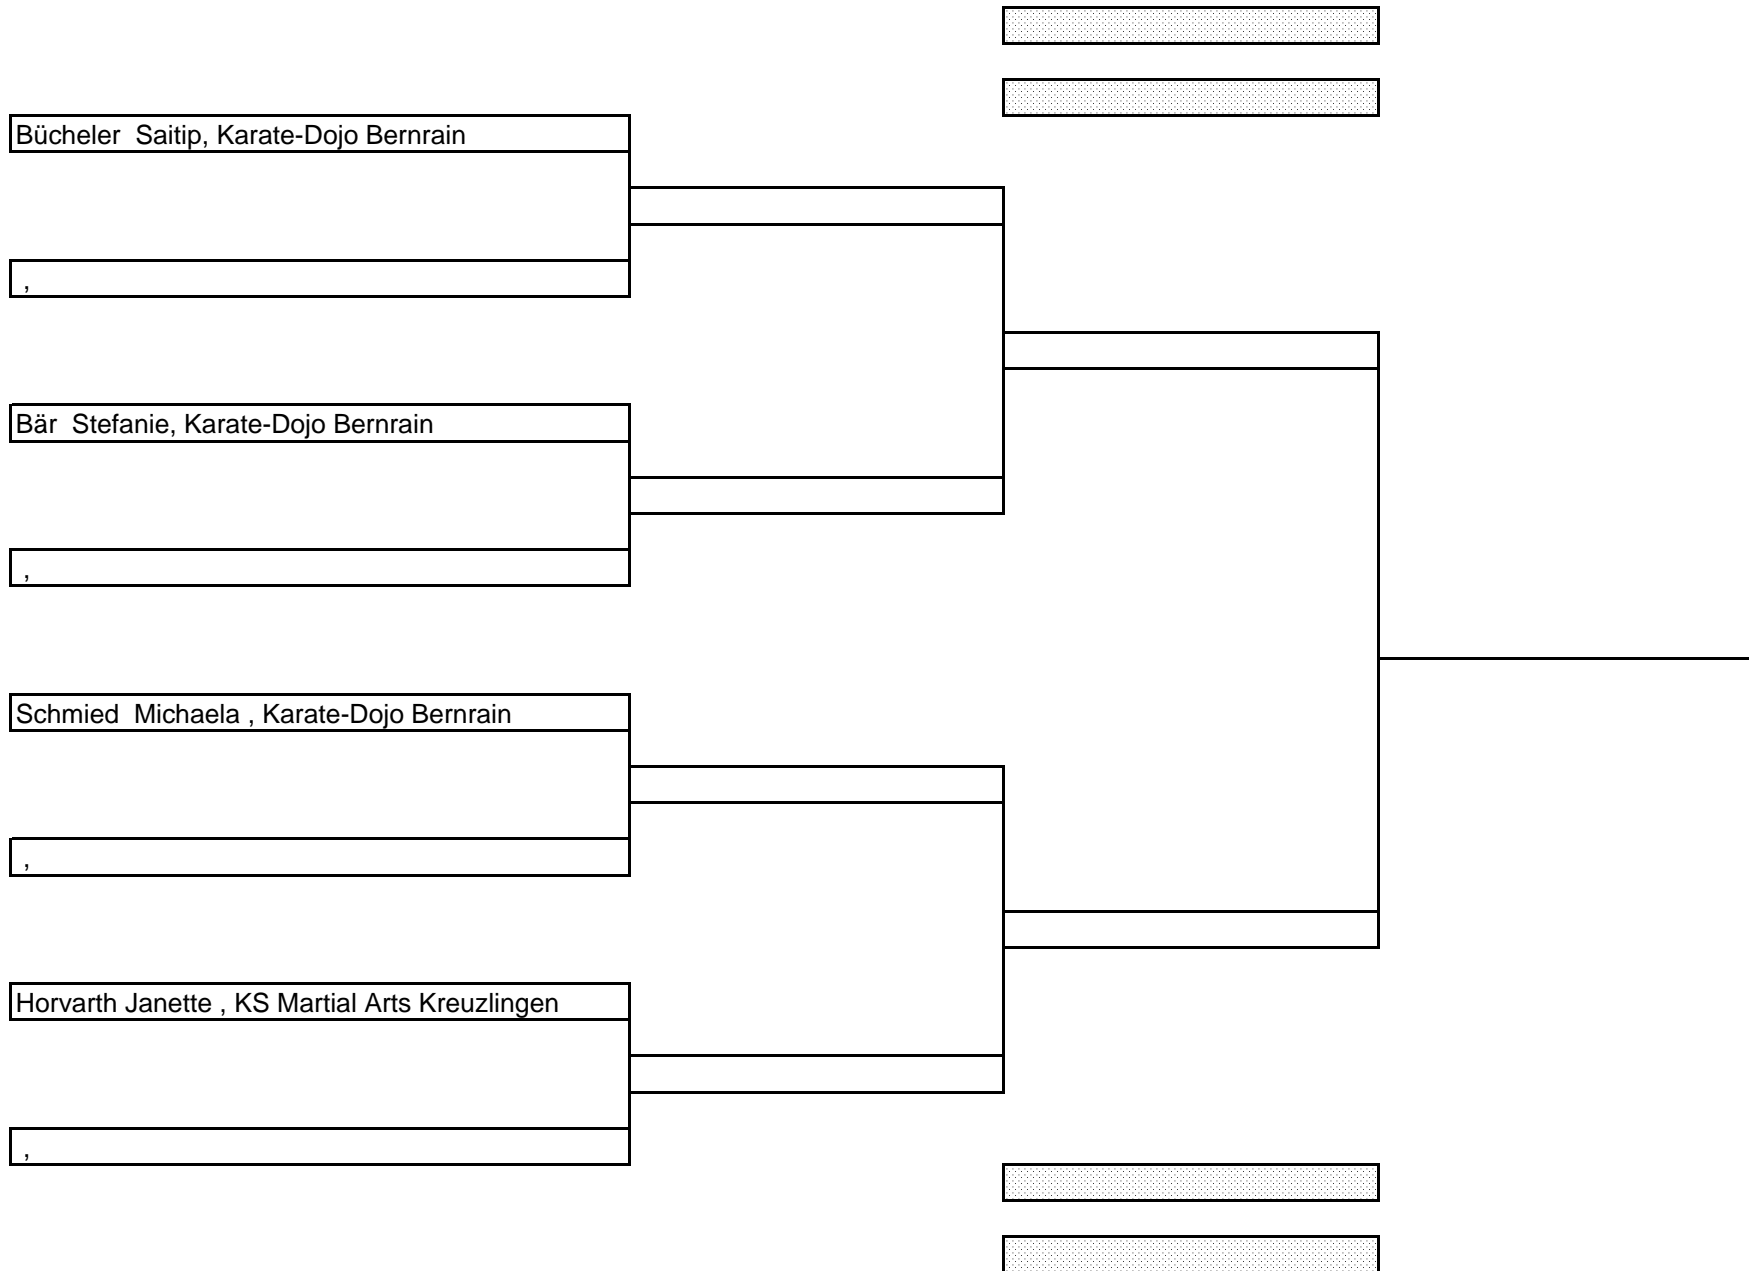 Bücheler  Saitip, Karate-Dojo Bernrain
,
Bär  Stefanie, Karate-Dojo Bernrain
,
Schmied  Michaela , Karate-Dojo Bernrain
,
Horvarth Janette , KS Martial Arts Kreuzlingen
,